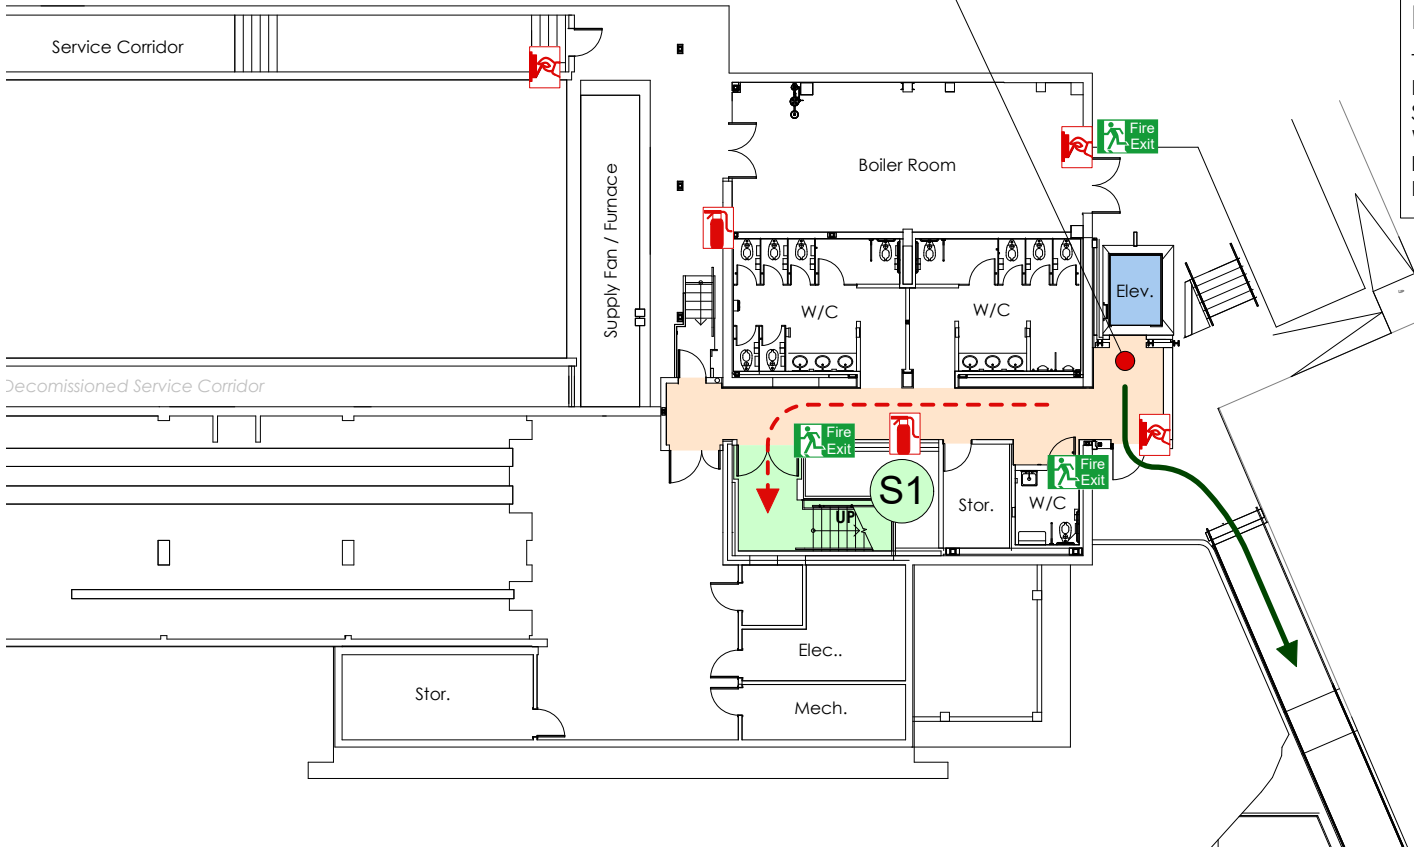 Service Corridor
Fire
Exit
Boiler Room
Supply Fan / Furnace
Elev.
W/C
W/C
Decomissioned Service Corridor
Fire
Exit
Fire
Exit
S1
Stor.
W/C
UP
Elec..
Stor.
Mech.